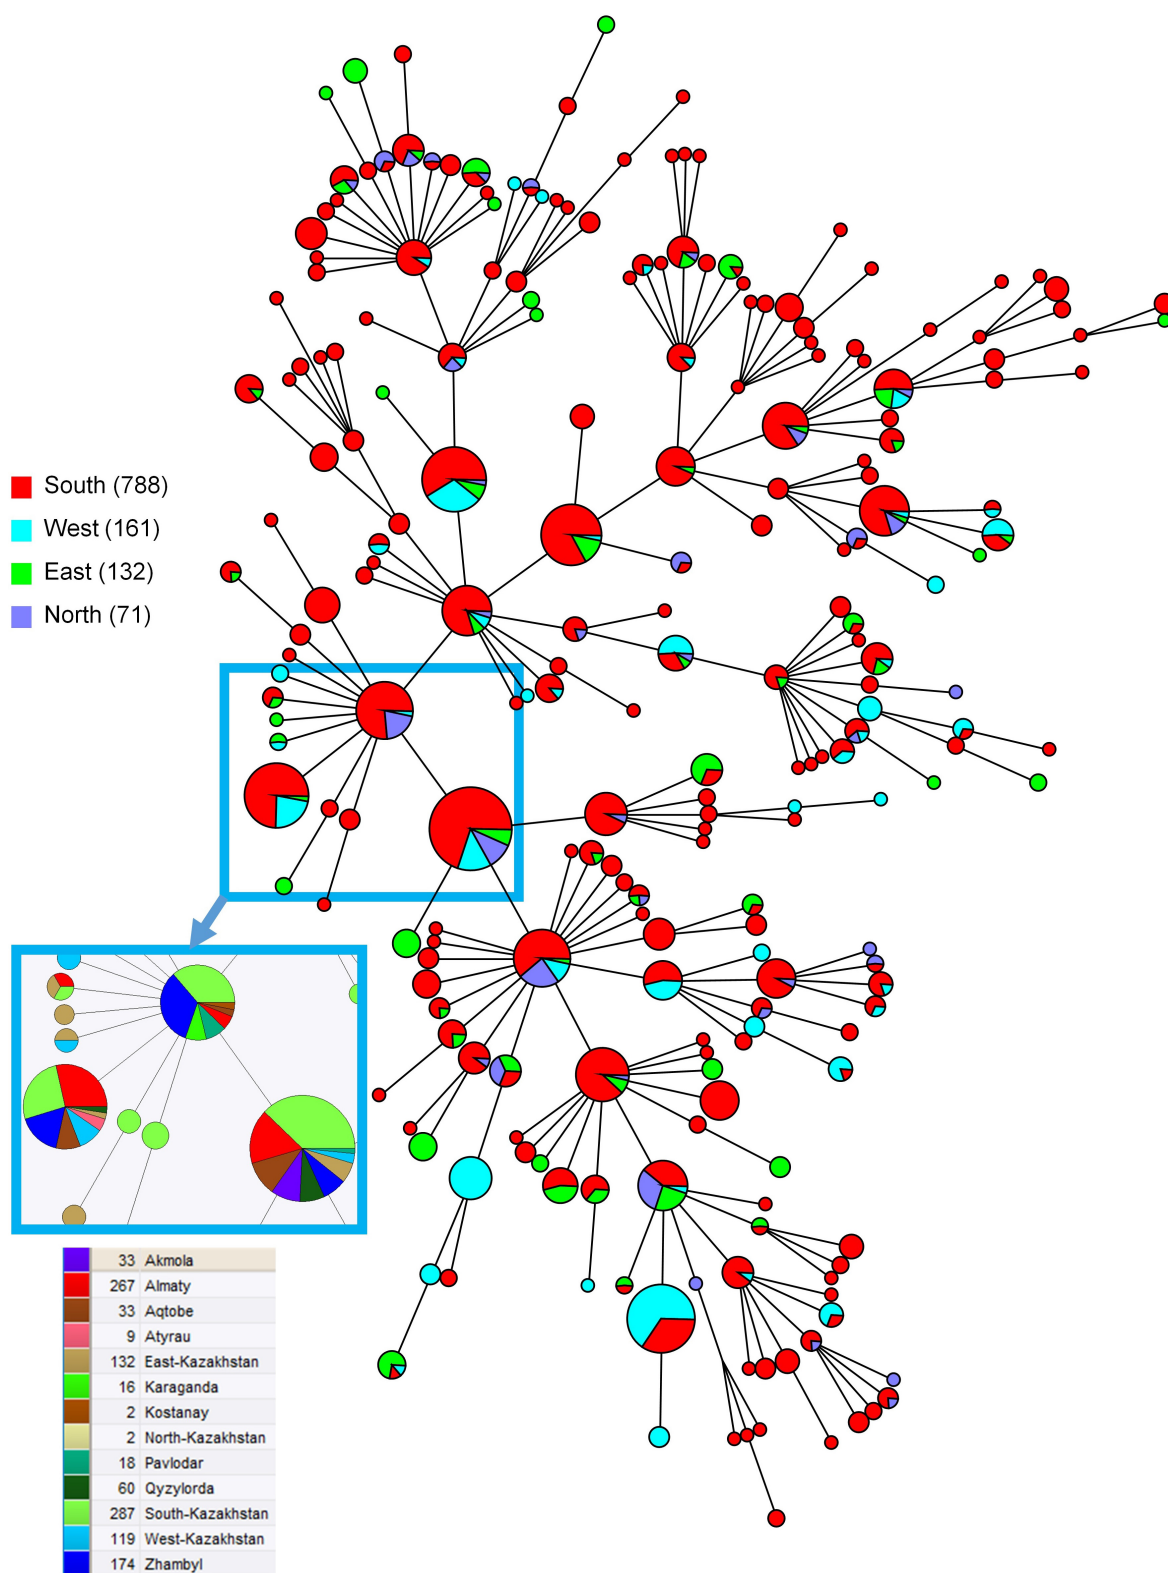 South (788)
West (161)
East (132)
North (71)
33 Akmola
267 Almaty
33 Aqtobe
9 Atyrau
132 East-Kazakhstan
16 Karaganda
2 Kostanay
2 North-Kazakhstan
18 Pavlodar
60 Qyzylorda
287 South-Kazakhstan
119 West-Kazakhstan
174 Zhambyl